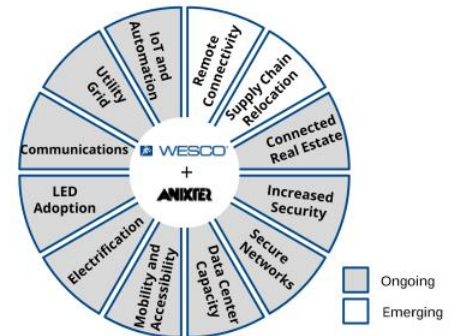 IoT and
Automation
Remote
Connectivity
Supply Chain
Relocation
Connected
Real Estate
Increased
Security
Secure
Networks
Data Center
Capacity
Mobility and
Accessibility
Electrification
LED
Adoption
Communications
Utility
Grid
WESCO
+
ANIXTER
Ongoing
Emerging